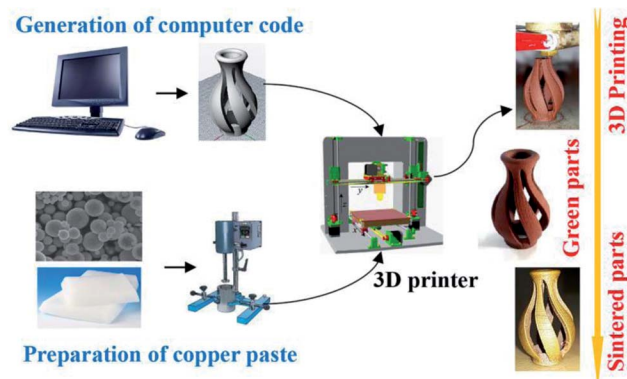 Generation of computer code
3D Printing
y
Green parts
3D printer
Sintered parts
Preparation of copper paste